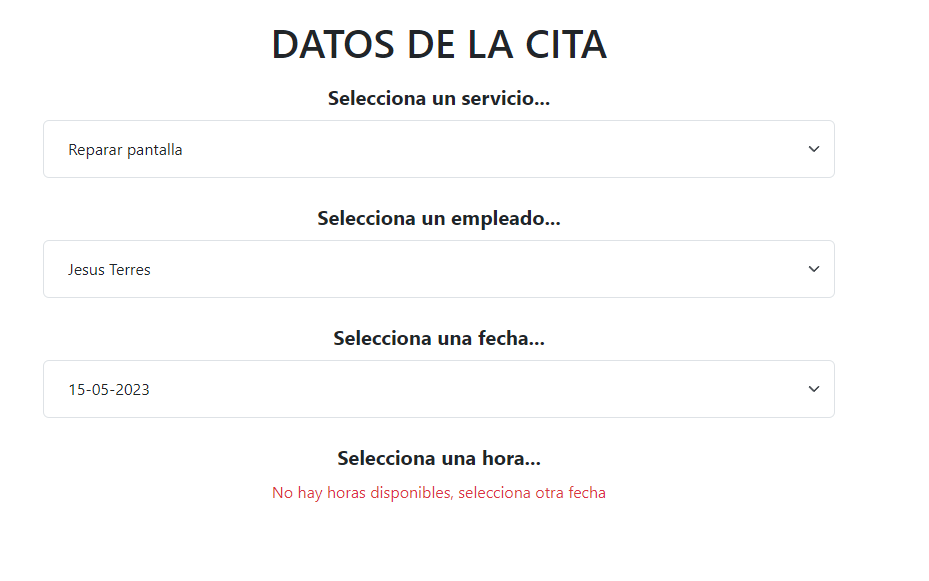 DATOS DE LA CITA
Selecciona un servicio...
Reparar pantalla
Selecciona un empleado...
Jesus Terres
Selecciona una fecha...
15-05-2023
Selecciona una hora...
No hay horas disponibles, selecciona otra fecha